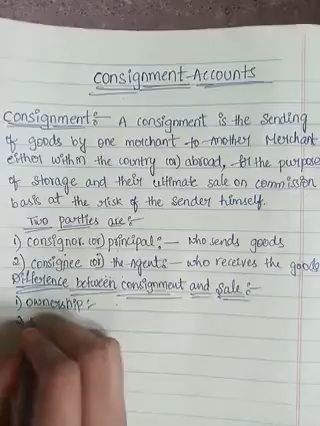 Consignment Accounts
Consignment:- A consignment is the sending
of goods by one merchant to another Merchant
either within the country (or) abroad, for the purpose
of storage and their ultimate sale on commission
basis at the risk of the sender himself.
Two parties are:-
1) consignor (or) principal:- who sends goods
2) consignee (or) the Agents:- who receives the goods
Difference between consignment and sale:-
1) ownership:-